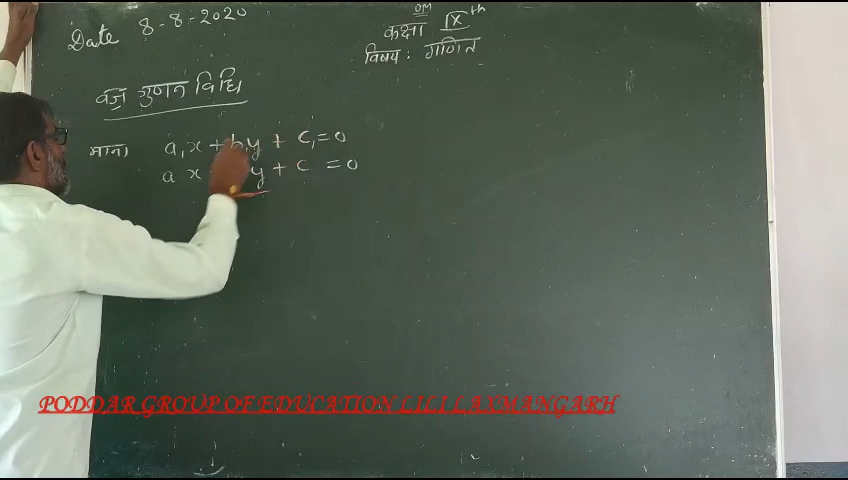 Date 8-8-2020
ॐ
कक्षा IXth
विषय: गणित
वज्र गुणन विधि
माना a₁x + b₁y + c₁ = 0
a x y + c = 0
PODDAR GROUP OF EDUCATION LILI LAXMANGARH